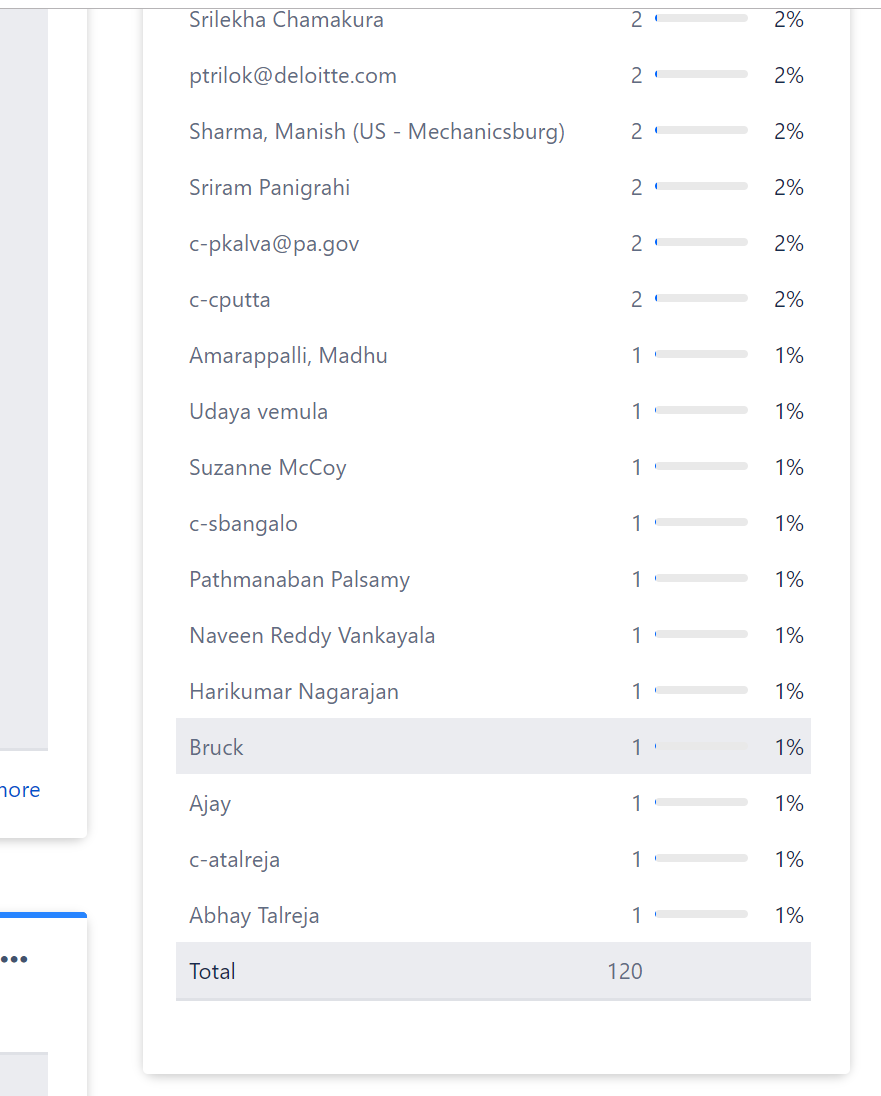 Srilekha Chamakura 2 2%
ptrilok@deloitte.com 2 2%
Sharma, Manish (US - Mechanicsburg) 2 2%
Sriram Panigrahi 2 2%
c-pkalva@pa.gov 2 2%
c-cputta 2 2%
Amarappalli, Madhu 1 1%
Udaya vemula 1 1%
Suzanne McCoy 1 1%
c-sbangalo 1 1%
Pathmanaban Palsamy 1 1%
Naveen Reddy Vankayala 1 1%
Harikumar Nagarajan 1 1%
Bruck 1 1%
more
Ajay 1 1%
c-atalreja 1 1%
Abhay Talreja 1 1%
Total 120